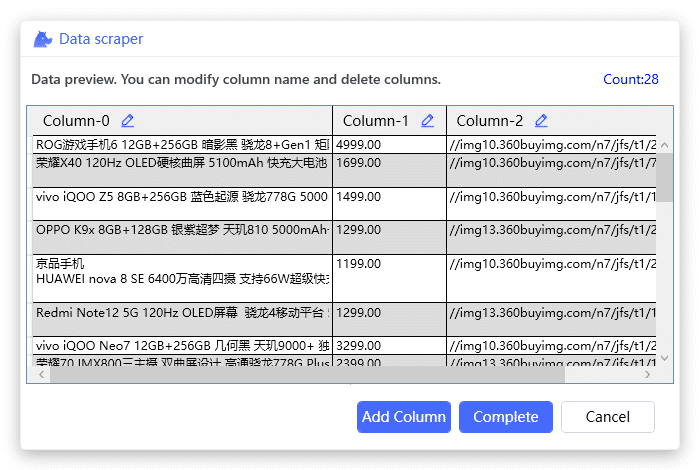 Data scraper
Data preview. You can modify column name and delete columns.
Count:28
Column-0 Column-1 Column-2
ROG游戏手机6 12GB+256GB 暗影黑 骁龙8+Gen1 矩 4999.00 //img10.360buyimg.com/n7/jfs/t1/2
荣耀X40 120Hz OLED硬核曲屏 5100mAh 快充大电池 1699.00 //img10.360buyimg.com/n7/jfs/t1/7
vivo iQOO Z5 8GB+256GB 蓝色起源 骁龙778G 5000 1499.00 //img10.360buyimg.com/n7/jfs/t1/1
OPPO K9x 8GB+128GB 银紫超梦 天玑810 5000mAh 1299.00 //img13.360buyimg.com/n7/jfs/t1/2
京品手机 1199.00 //img10.360buyimg.com/n7/jfs/t1/2
HUAWEI nova 8 SE 6400万高清四摄 支持66W超级快充
Redmi Note12 5G 120Hz OLED屏幕 骁龙4移动平台 1299.00 //img13.360buyimg.com/n7/jfs/t1/1
vivo iQOO Neo7 12GB+256GB 几何黑 天玑9000+ 独 3299.00 //img10.360buyimg.com/n7/jfs/t1/1
荣耀70 IMX800三主摄 双曲屏设计 高通骁龙778G Plus 2399.00 //img10.360buyimg.com/n7/jfs/t1/2
Add Column Complete Cancel